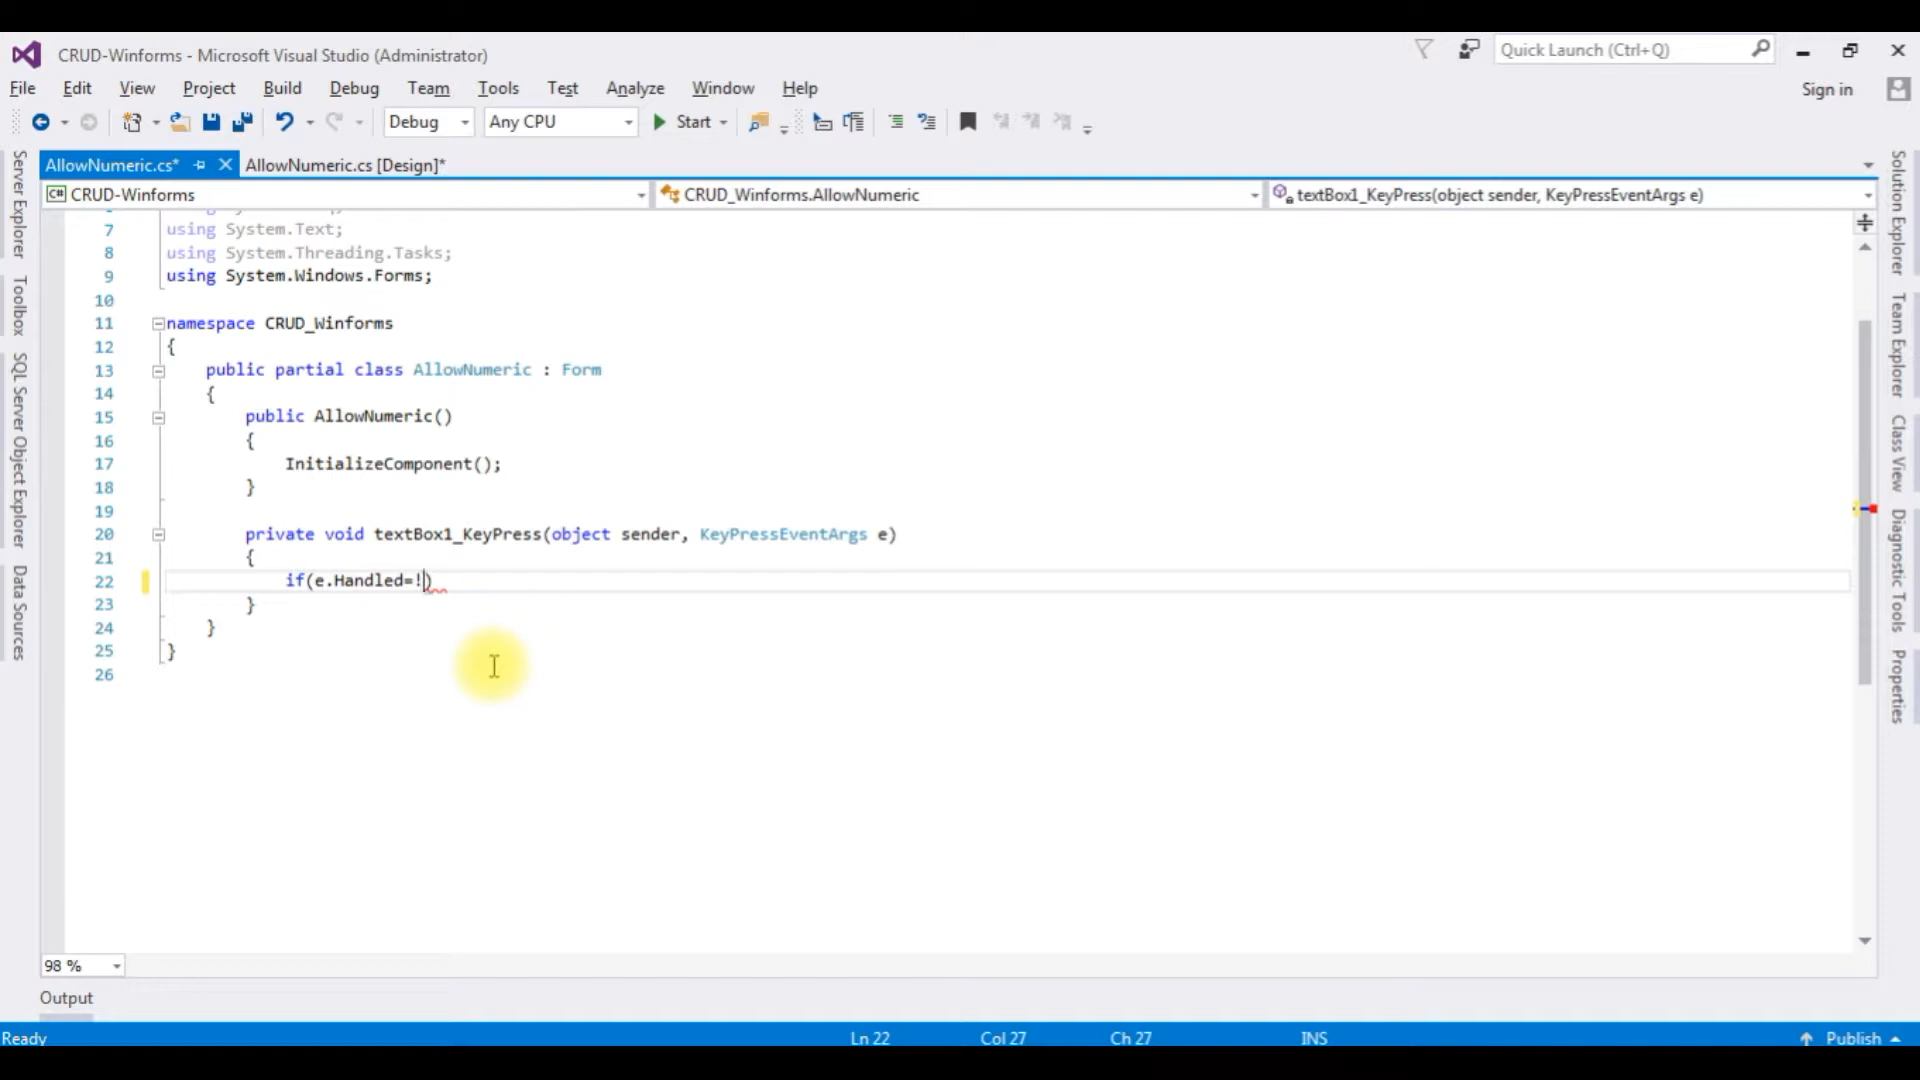 CRUD-Winforms - Microsoft Visual Studio (Administrator)
Quick Launch (Ctrl+Q)
File Edit View Project Build Debug Team Tools Test Analyze Window Help
Sign in
Debug Any CPU Start
AllowNumeric.cs* AllowNumeric.cs [Design]*
C# CRUD-Winforms CRUD_Winforms.AllowNumeric textBox1_KeyPress(object sender, KeyPressEventArgs e)
Server Explorer
Toolbox
SQL Server Object Explorer
Data Sources
7 using System.Text;
8 using System.Threading.Tasks;
9 using System.Windows.Forms;
10
11 namespace CRUD_Winforms
12 {
13 public partial class AllowNumeric : Form
14 {
15 public AllowNumeric()
16 {
17 InitializeComponent();
18 }
19
20 private void textBox1_KeyPress(object sender, KeyPressEventArgs e)
21 {
22 if(e.Handled=!)
23 }
24 }
25 }
26
Solution Explorer
Team Explorer
Class View
Diagnostic Tools
Properties
98 %
Output
Ready Ln 22 Col 27 Ch 27 INS Publish